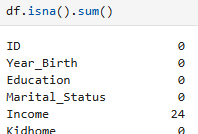 df.isna().sum()
ID 0
Year_Birth 0
Education 0
Marital_Status 0
Income 24
Kidhome 0